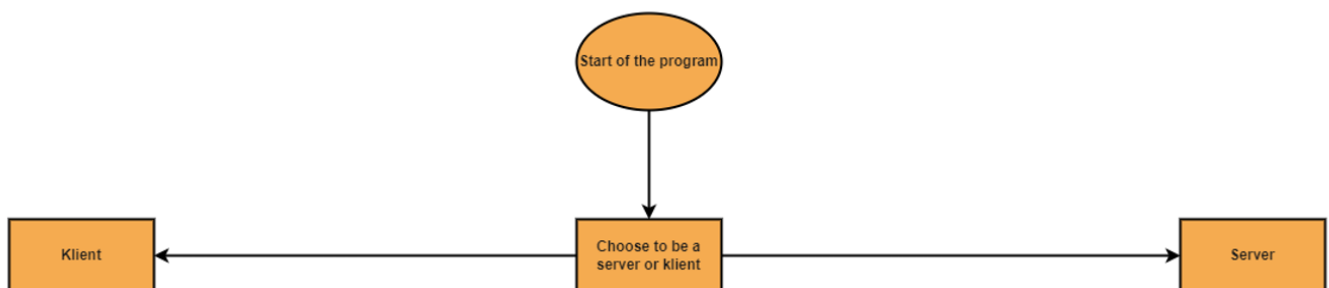 Start of the program
Klient
Choose to be a
server or klient
Server